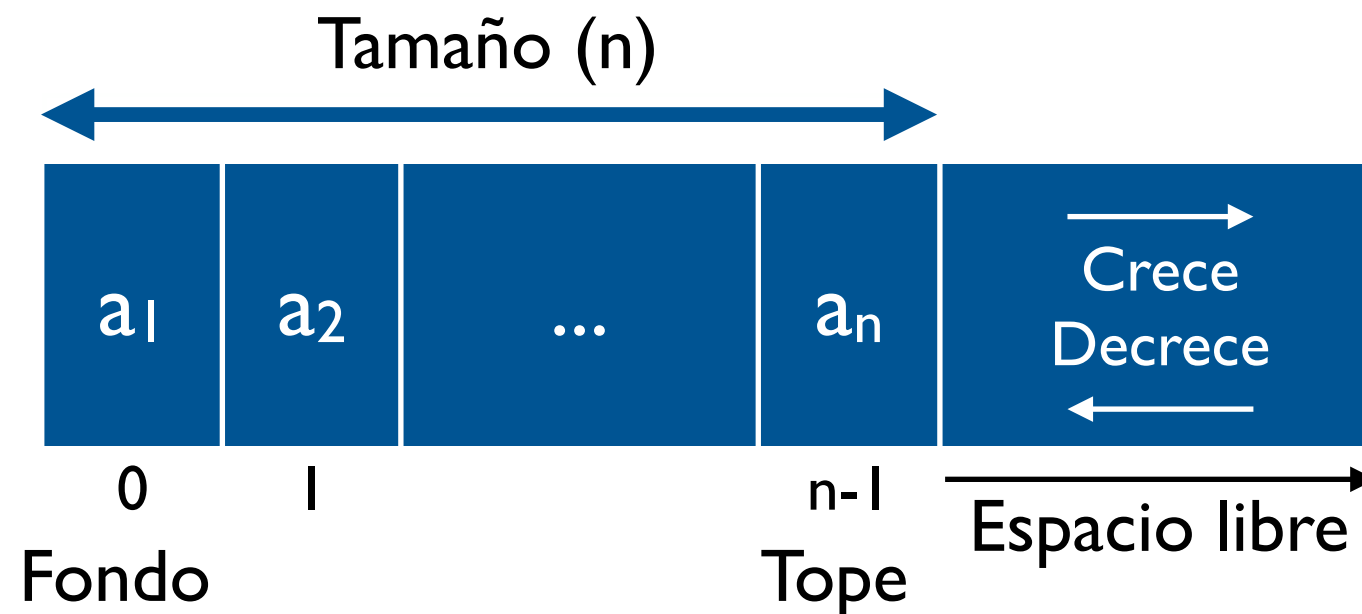 Tamaño (n)
a1 a2 ... an
Crece
Decrece
0 1 n-1
Espacio libre
Fondo Tope